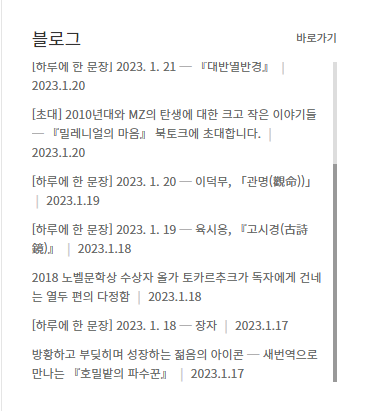 블로그
바로가기
[하루에 한 문장] 2023. 1. 21 ─ 『대반열반경』 |
2023.1.20
[초대] 2010년대와 MZ의 탄생에 대한 크고 작은 이야기들
─ 『밀레니얼의 마음』 북토크에 초대합니다. |
2023.1.20
[하루에 한 문장] 2023. 1. 20 ─ 이덕무, 「관명(觀命)」
| 2023.1.19
[하루에 한 문장] 2023. 1. 19 ─ 육시옹, 『고시경(古詩
鏡)』 | 2023.1.18
2018 노벨문학상 수상자 올가 토카르추크가 독자에게 건네
는 열두 편의 다정함 | 2023.1.18
[하루에 한 문장] 2023. 1. 18 ─ 장자 | 2023.1.17
방황하고 부딪히며 성장하는 젊음의 아이콘 ─ 새번역으로
만나는 『호밀밭의 파수꾼』 | 2023.1.17